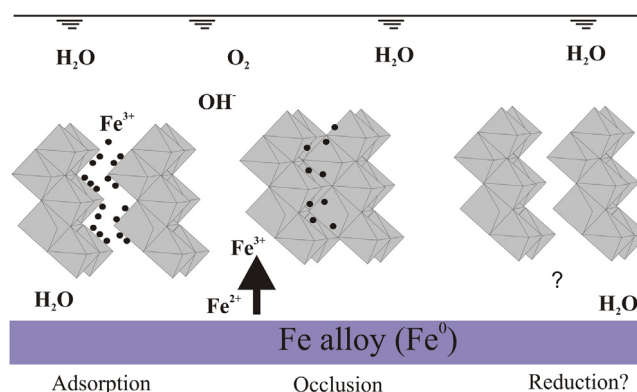 H₂O O₂ H₂O H₂O
OH⁻
Fe³⁺
Fe³⁺
?
H₂O Fe²⁺ H₂O
Fe alloy (Fe⁰)
Adsorption Occlusion Reduction?